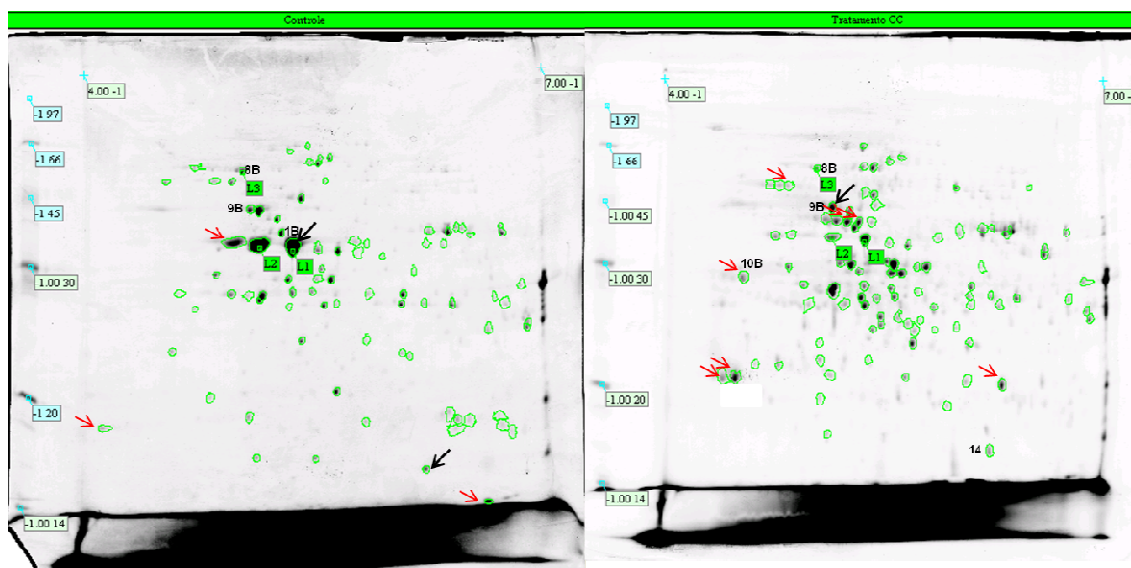 Controle
Tratamento CC
4.00 -1
7.00 -1
-1 97
-1 66
8B
L3
-1 45
9B
1B
L2
L1
-1.00 30
-1 20
-1.00 14
4.00 -1
7.00 -
-1 97
-1 66
8B
L3
-1.00 45
9B
L2
L1
10B
-1.00 30
-1.00 20
14
-1.00 14